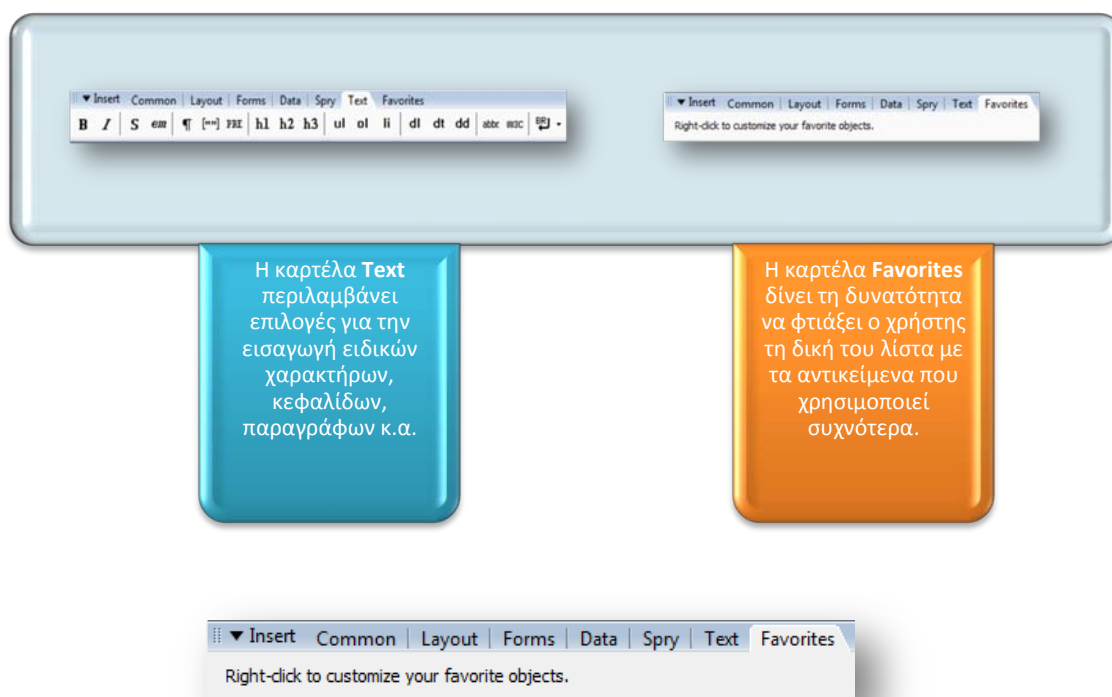 ▼ Insert Common | Layout | Forms | Data | Spry | Text Favorites
B I | S em | ¶ [""] PRE | h1 h2 h3 | ul ol li | dl dt dd | abbr W3C | BR
▼ Insert Common | Layout | Forms | Data | Spry | Text Favorites
Right-click to customize your favorite objects.
Η καρτέλα Text
περιλαμβάνει
επιλογές για την
εισαγωγή ειδικών
χαρακτήρων,
κεφαλίδων,
παραγράφων κ.α.
Η καρτέλα Favorites
δίνει τη δυνατότητα
να φτιάξει ο χρήστης
τη δική του λίστα με
τα αντικείμενα που
χρησιμοποιεί
συχνότερα.
▼ Insert Common | Layout | Forms | Data | Spry | Text Favorites
Right-click to customize your favorite objects.